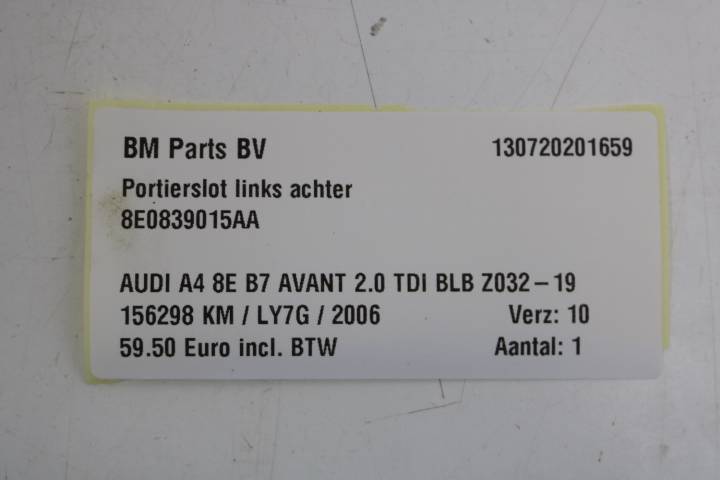 BM Parts BV 130720201659
Portierslot links achter
8E0839015AA
AUDI A4 8E B7 AVANT 2.0 TDI BLB Z032-19
156298 KM / LY7G / 2006 Verz: 10
59.50 Euro incl. BTW Aantal: 1